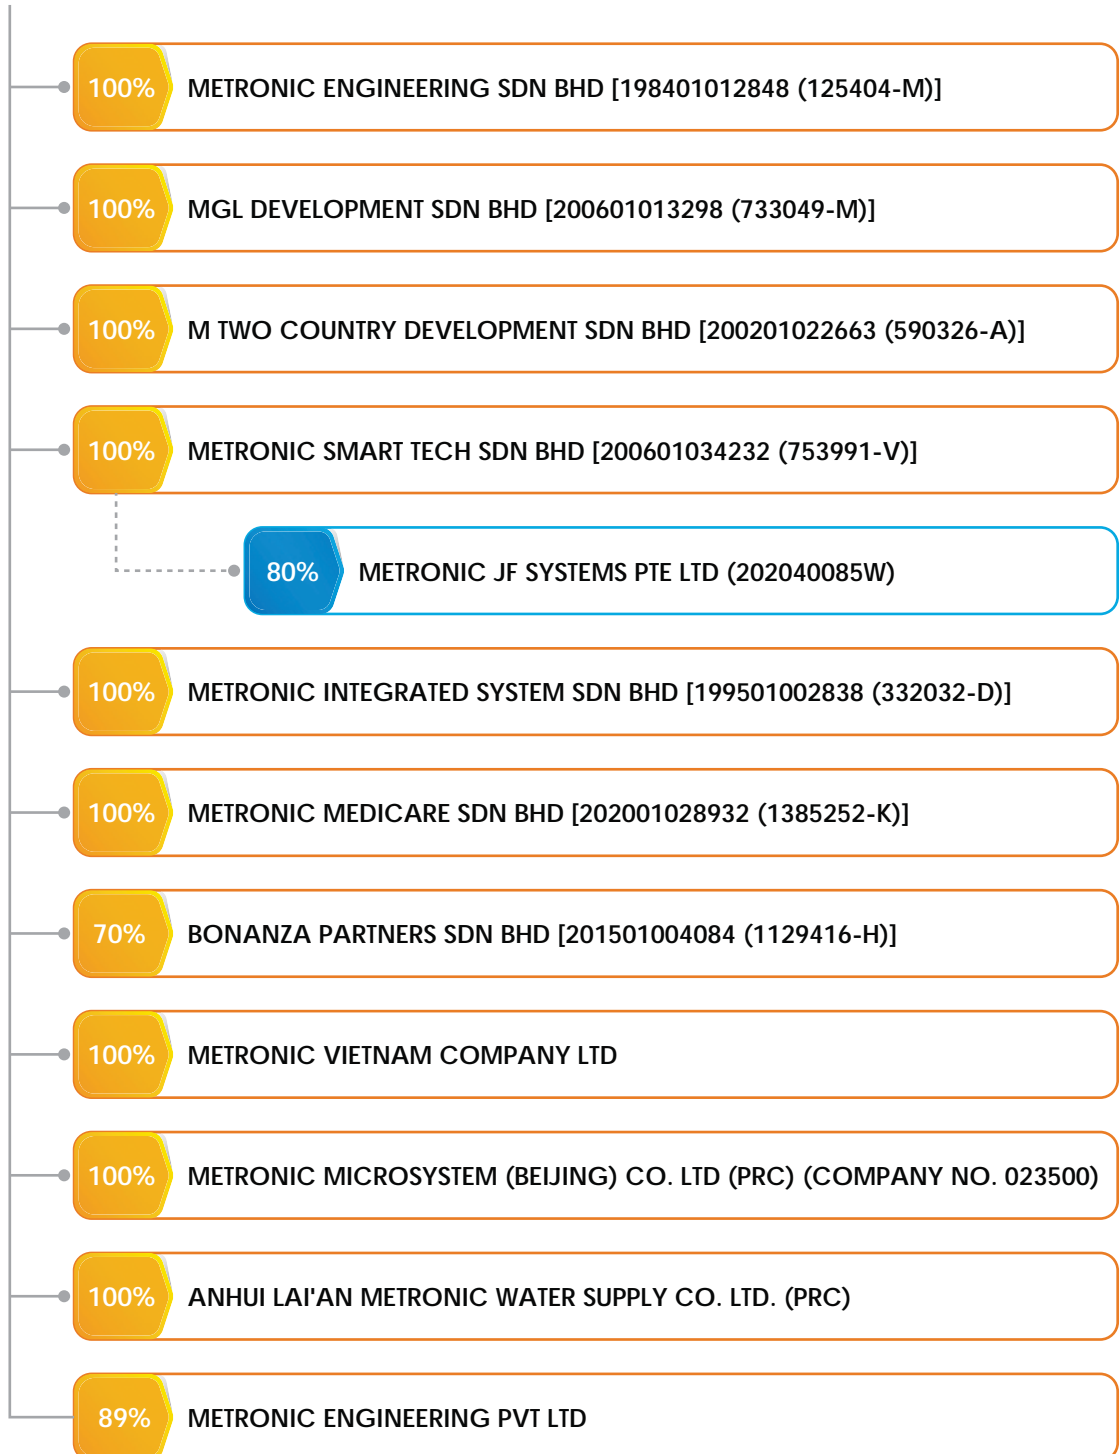 100% METRONIC ENGINEERING SDN BHD [198401012848 (125404-M)]
100% MGL DEVELOPMENT SDN BHD [200601013298 (733049-M)]
100% M TWO COUNTRY DEVELOPMENT SDN BHD [200201022663 (590326-A)]
100% METRONIC SMART TECH SDN BHD [200601034232 (753991-V)]
80% METRONIC JF SYSTEMS PTE LTD (202040085W)
100% METRONIC INTEGRATED SYSTEM SDN BHD [199501002838 (332032-D)]
100% METRONIC MEDICARE SDN BHD [202001028932 (1385252-K)]
70% BONANZA PARTNERS SDN BHD [201501004084 (1129416-H)]
100% METRONIC VIETNAM COMPANY LTD
100% METRONIC MICROSYSTEM (BEIJING) CO. LTD (PRC) (COMPANY NO. 023500)
100% ANHUI LAI'AN METRONIC WATER SUPPLY CO. LTD. (PRC)
89% METRONIC ENGINEERING PVT LTD